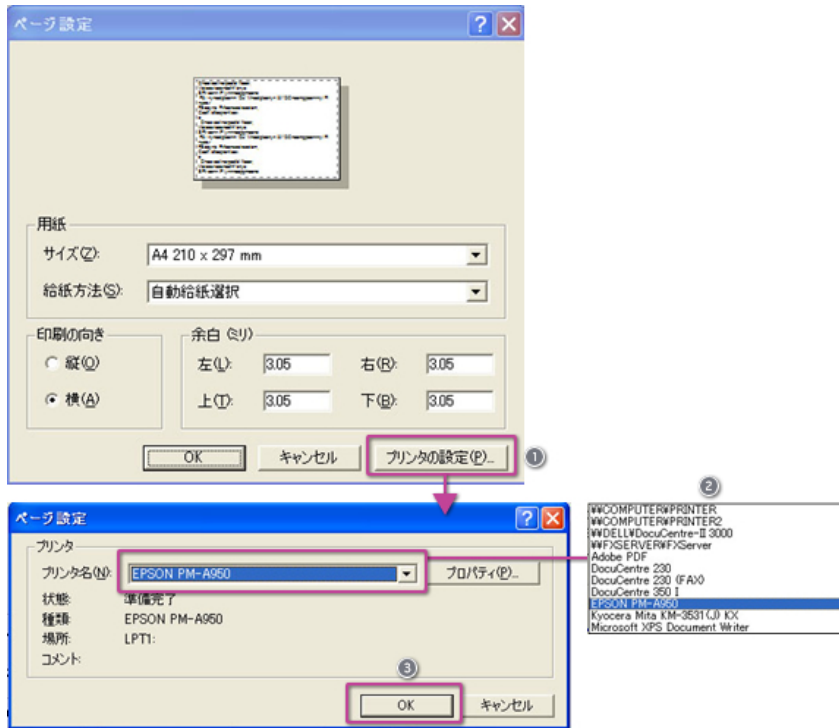 ページ設定
用紙
サイズ(Z): A4 210 x 297 mm
給紙方法(S): 自動給紙選択
印刷の向き
縦(O)
横(A)
余白 (ミリ)
左(L): 3.05 右(R): 3.05
上(T): 3.05 下(B): 3.05
OK キャンセル プリンタの設定(P)... 1
ページ設定
プリンタ
プリンタ名(N): EPSON PM-A950 プロパティ(P)...
状態: 準備完了
種類: EPSON PM-A950
場所: LPT1:
コメント:
3
OK キャンセル
2
¥¥COMPUTER¥PRINTER
¥¥COMPUTER¥PRINTER2
¥¥DELL¥DocuCentre-II 3000
¥¥FXSERVER¥FXServer
Adobe PDF
DocuCentre 230
DocuCentre 230 (FAX)
DocuCentre 350 I
EPSON PM-A950
Kyocera Mita KM-3531(J) KX
Microsoft XPS Document Writer